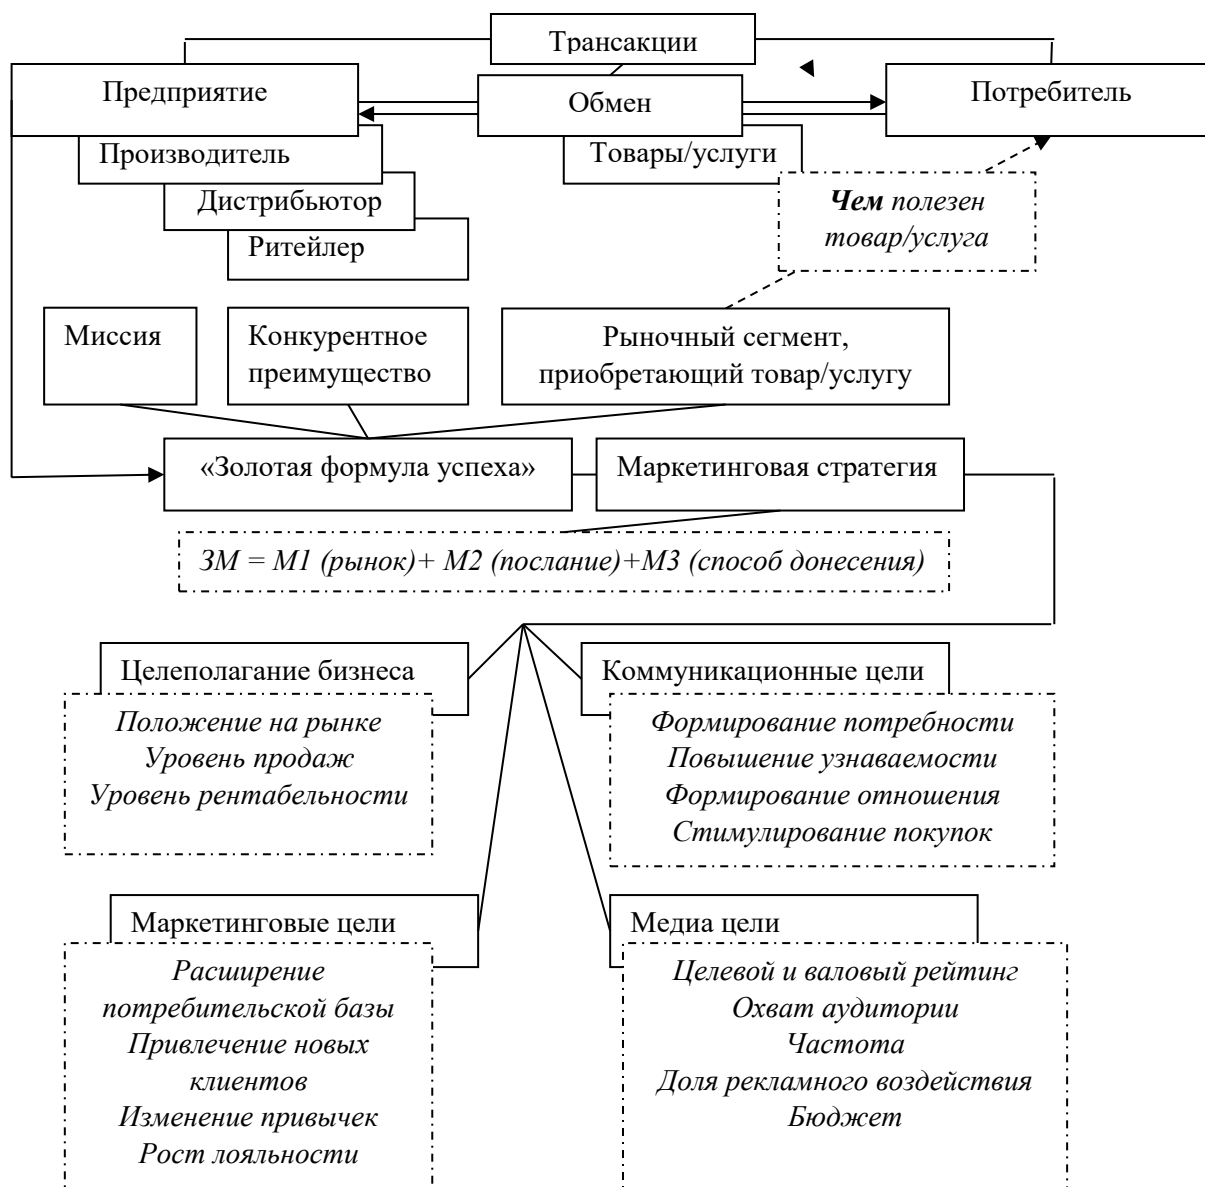 Трансакции
Предприятие
Обмен
Потребитель
Производитель
Товары/услуги
Дистрибьютор
Ритейлер
Чем полезен
товар/услуга
Миссия
Конкурентное
преимущество
Рыночный сегмент,
приобретающий товар/услугу
«Золотая формула успеха»
Маркетинговая стратегия
3М = М1 (рынок)+ М2 (послание)+М3 (способ донесения)
Целеполагание бизнеса
Положение на рынке
Уровень продаж
Уровень рентабельности
Коммуникационные цели
Формирование потребности
Повышение узнаваемости
Формирование отношения
Стимулирование покупок
Маркетинговые цели
Расширение
потребительской базы
Привлечение новых
клиентов
Изменение привычек
Рост лояльности
Медиа цели
Целевой и валовый рейтинг
Охват аудитории
Частота
Доля рекламного воздействия
Бюджет